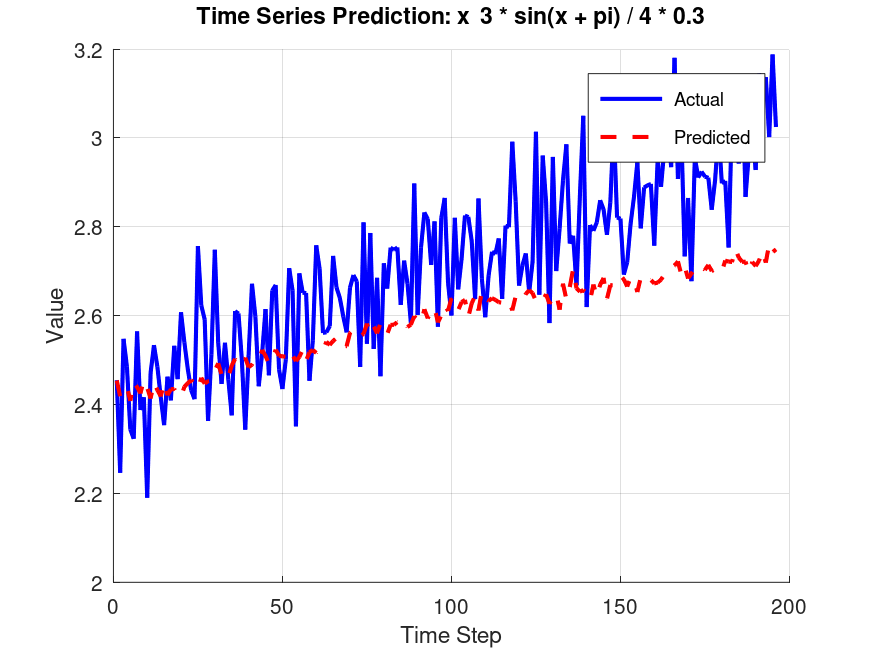 Time Series Prediction: x  3 * sin(x + pi) / 4 * 0.3
3.2
Actual
Predicted
3
2.8
2.6
2.4
2.2
2
Value
0
50
100
150
200
Time Step